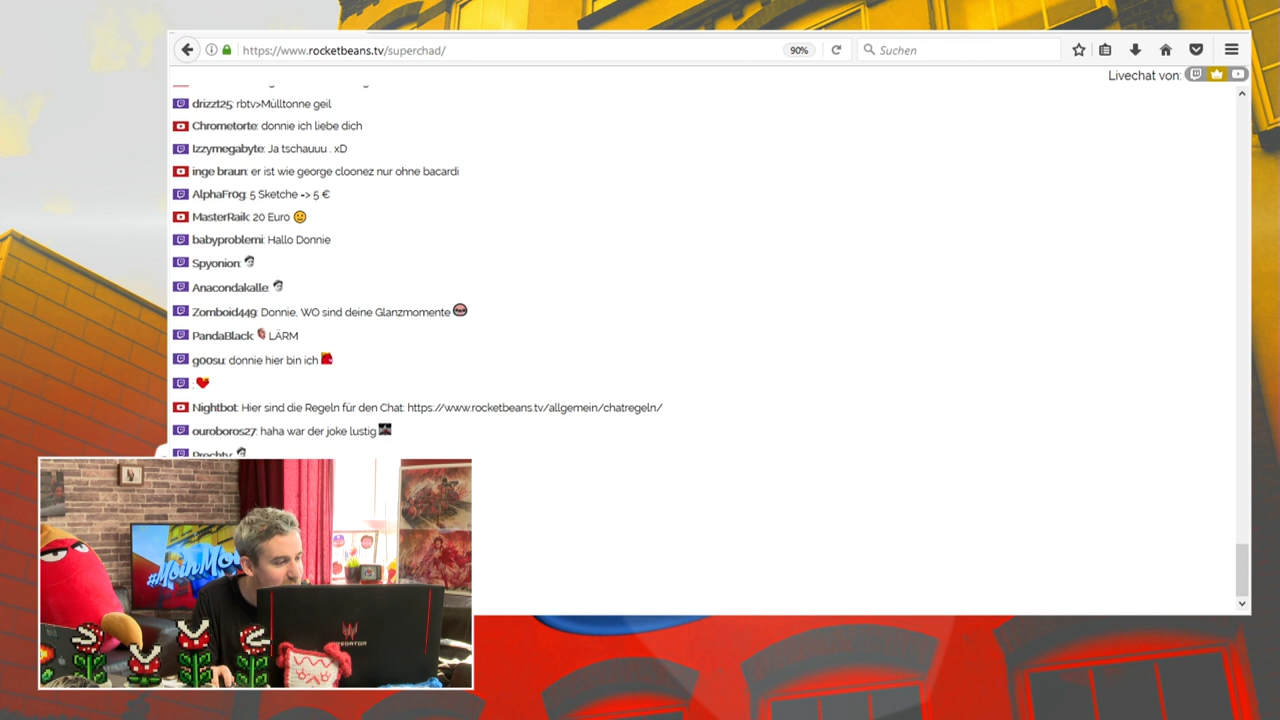 https://www.rocketbeans.tv/superchad/
90%
Suchen
Livechat von:
drizzt25: rbtv>Mülltonne geil
Chrometorte: donnie ich liebe dich
Izzymegabyte: Ja tschauuu . xD
inge braun: er ist wie george cloonez nur ohne bacardi
AlphaFr0g: 5 Sketche -> 5 €
MasterRaik: 20 Euro
babyproblemi: Hallo Donnie
Spyonion:
Anacondakalle:
Zomboid449: Donnie, WO sind deine Glanzmomente
PandaBlack: LÄRM
g00su: donnie hier bin ich
:
Nightbot: Hier sind die Regeln für den Chat: https://www.rocketbeans.tv/allgemein/chatregeln/
ouroboros27: haha war der joke lustig
#MoinMo
PREDATOR